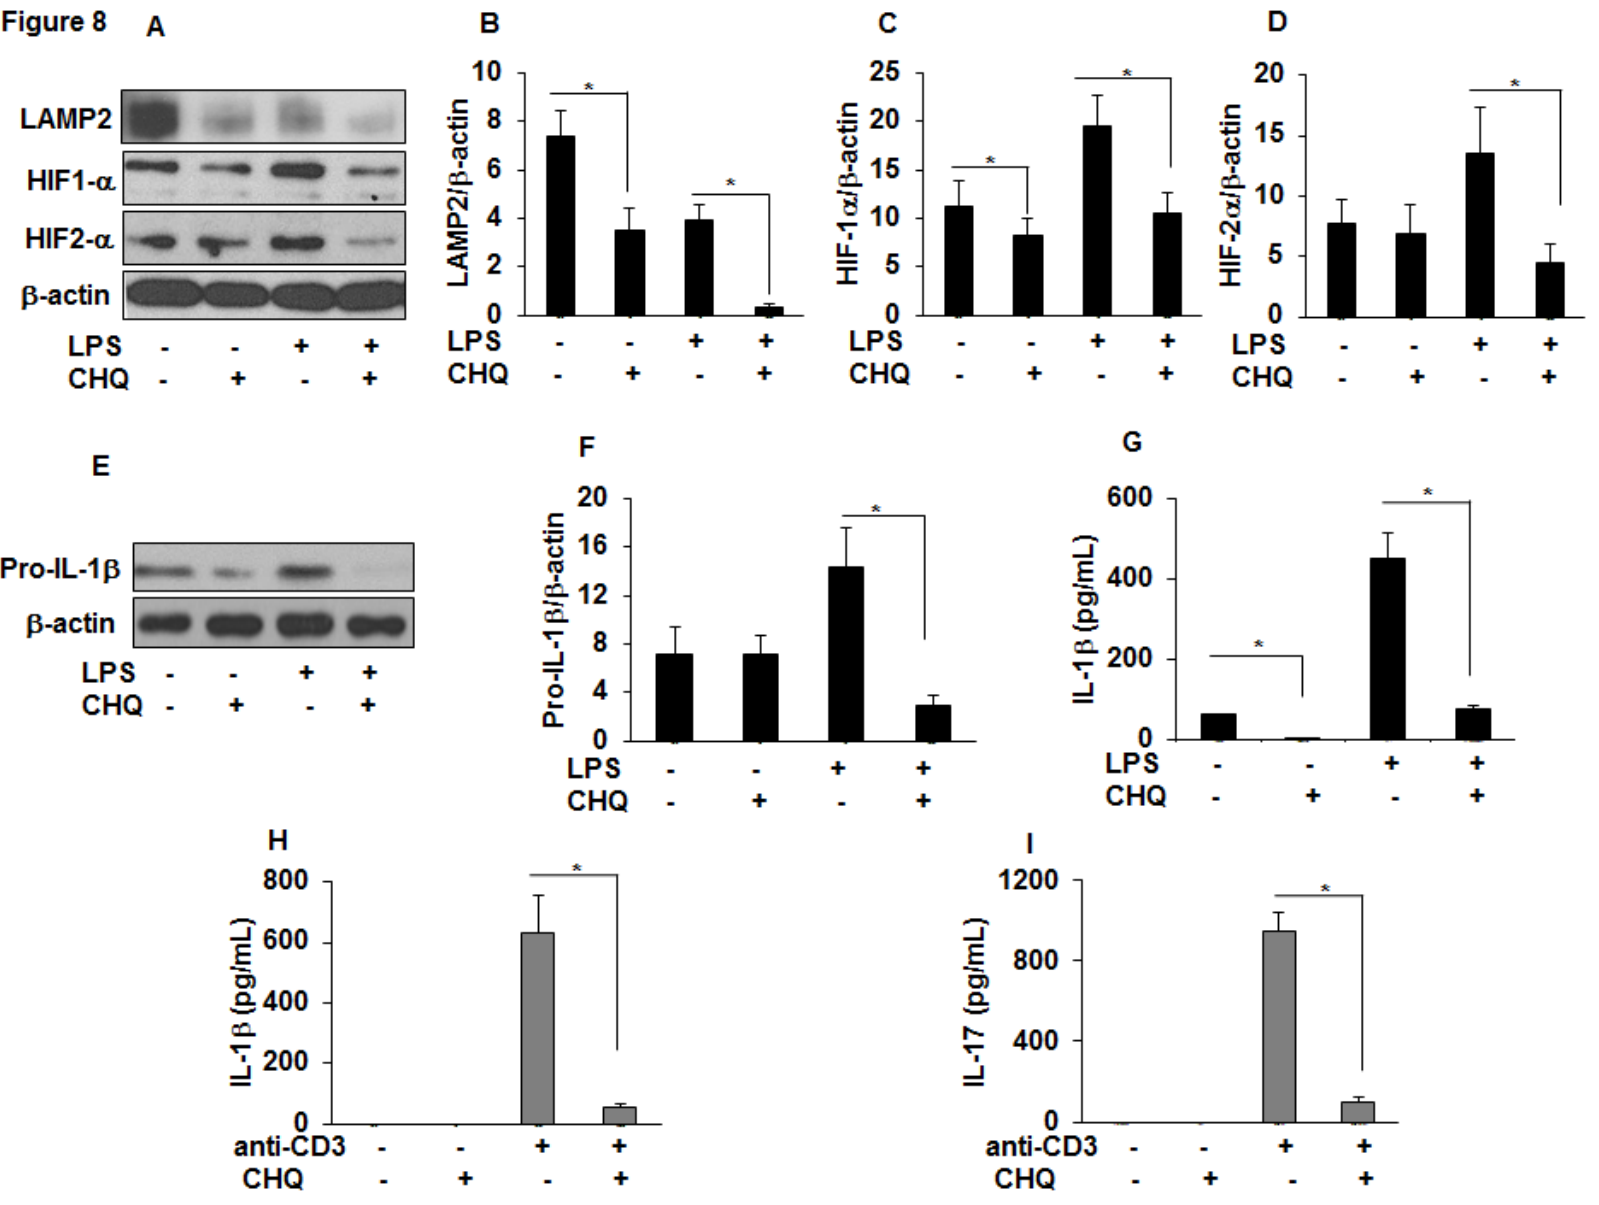 Figure 8
A
LAMP2
HIF1-α
HIF2-α
β-actin
LPS - - + +
CHQ - + - +
B
LAMP2/β-actin
10
8
6
4
2
0
*
*
LPS - - + +
CHQ - + - +
C
HIF-1α/β-actin
25
20
15
10
5
0
*
*
LPS - - + +
CHQ - + - +
D
HIF-2α/β-actin
20
15
10
5
0
*
LPS - - + +
CHQ - + - +
E
Pro-IL-1β
β-actin
LPS - - + +
CHQ - + - +
F
Pro-IL-1β/β-actin
20
16
12
8
4
0
*
LPS - - + +
CHQ - + - +
G
IL-1β (pg/mL)
600
400
200
0
*
*
LPS - - + +
CHQ - + - +
H
IL-1β (pg/mL)
800
600
400
200
0
*
anti-CD3 - - + +
CHQ - + - +
I
IL-17 (pg/mL)
1200
800
400
0
*
anti-CD3 - - + +
CHQ - + - +